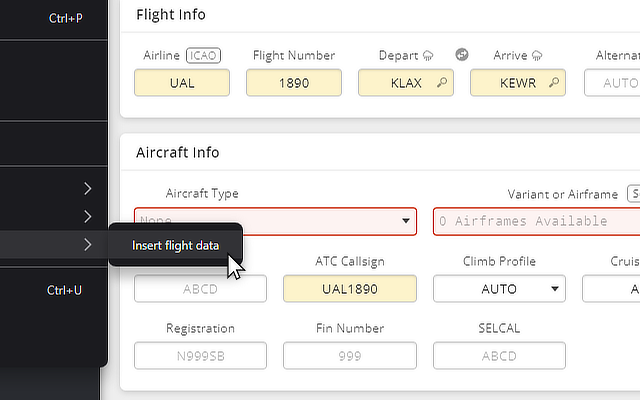 Ctrl+P
Flight Info
Airline ICAO Flight Number Depart Arrive Alterna
UAL 1890 KLAX KEWR AUTO
Aircraft Info
Aircraft Type Variant or Airframe S
None 0 Airframes Available
Insert flight data
ATC Callsign Climb Profile Cruis
Ctrl+U
ABCD UAL1890 AUTO A
Registration Fin Number SELCAL
N999SB 999 ABCD